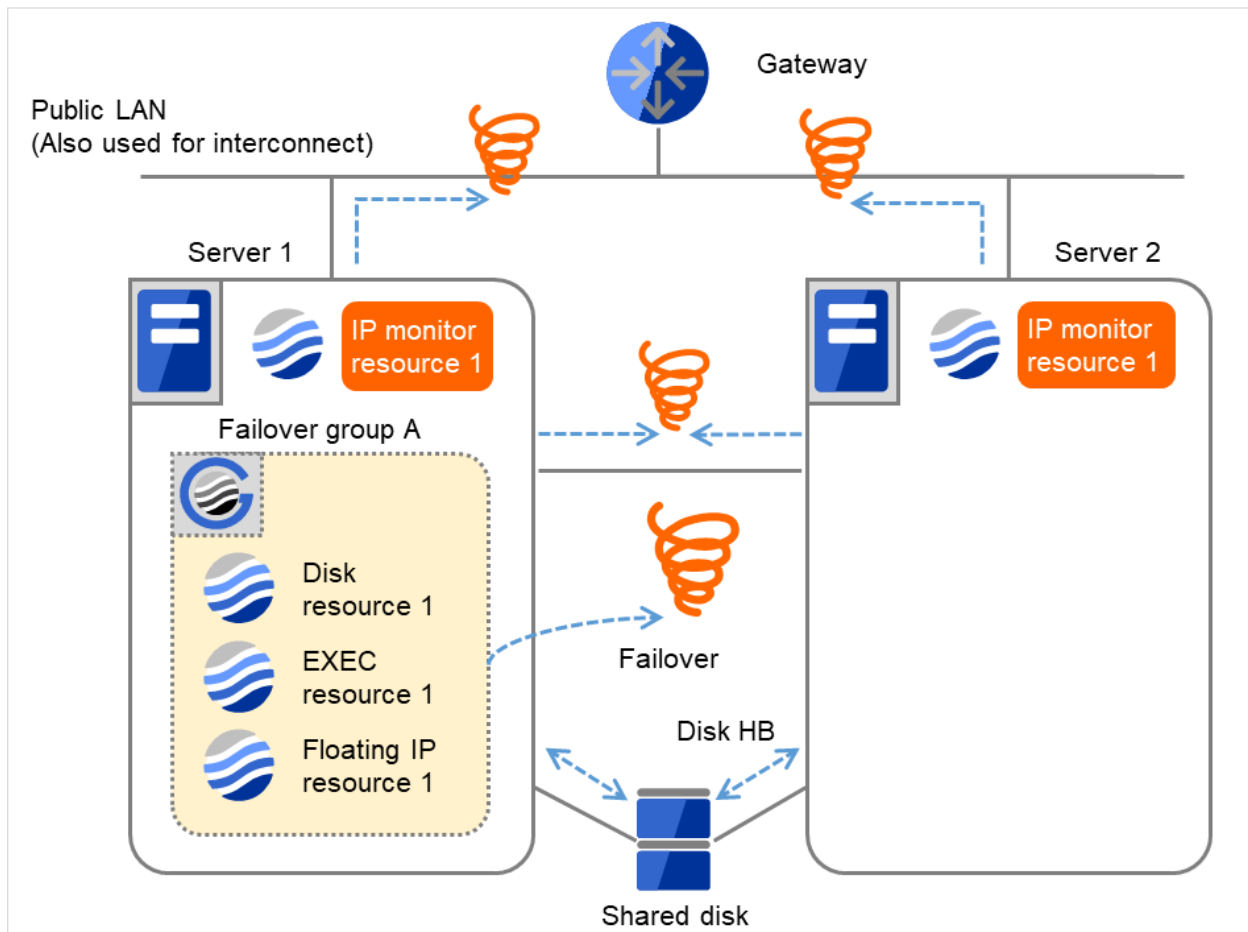 Gateway
Public LAN
(Also used for interconnect)
Server 1
Server 2
IP monitor
resource 1
IP monitor
resource 1
Failover group A
Disk
resource 1
EXEC
resource 1
Failover
Floating IP
resource 1
Disk HB
Shared disk